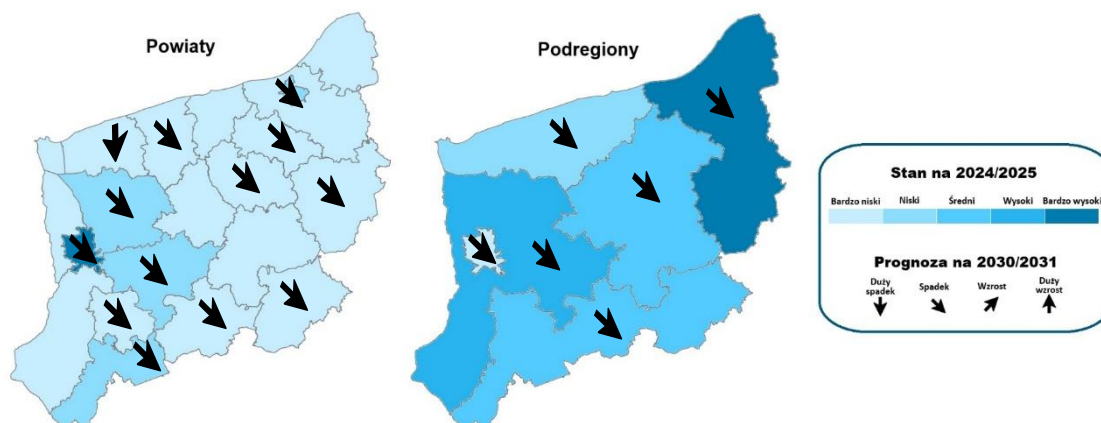 Powiaty
Podregiony
Stan na 2024/2025
Bardzo niski Niski Średni Wysoki Bardzo wysoki
Prognoza na 2030/2031
Duży spadek Spadek Wzrost Duży wzrost